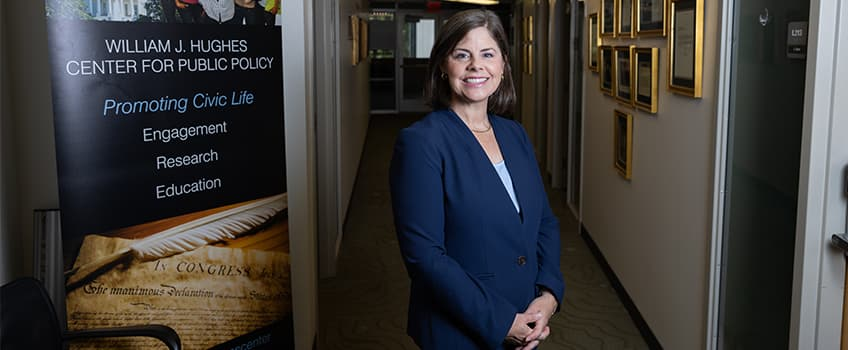 WILLIAM J. HUGHES
CENTER FOR PUBLIC POLICY
Promoting Civic Life
Engagement
Research
Education
IN CONGRESS
The unanimous Declaration